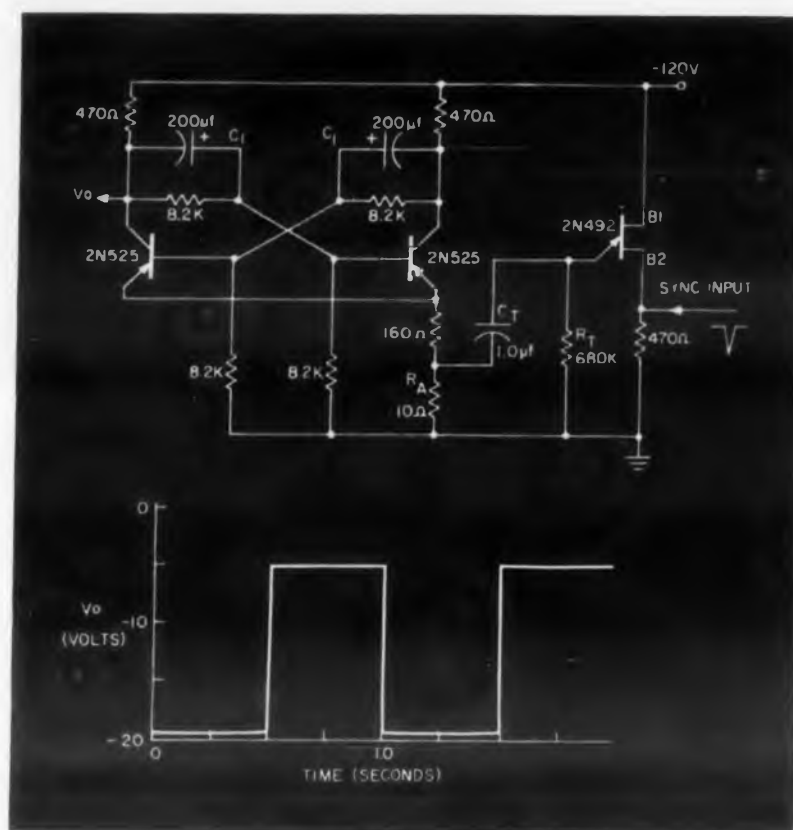 -120V
470Ω
200µf
C1
C1
200µf
470Ω
Vo
8.2K
8.2K
2N492
B1
B2
2N525
2N525
SYNC INPUT
160Ω
CT
1.0µf
RT
680K
470Ω
8.2K
8.2K
RA
10Ω
0
Vo
(VOLTS)
-10
-20
0
1.0
TIME (SECONDS)